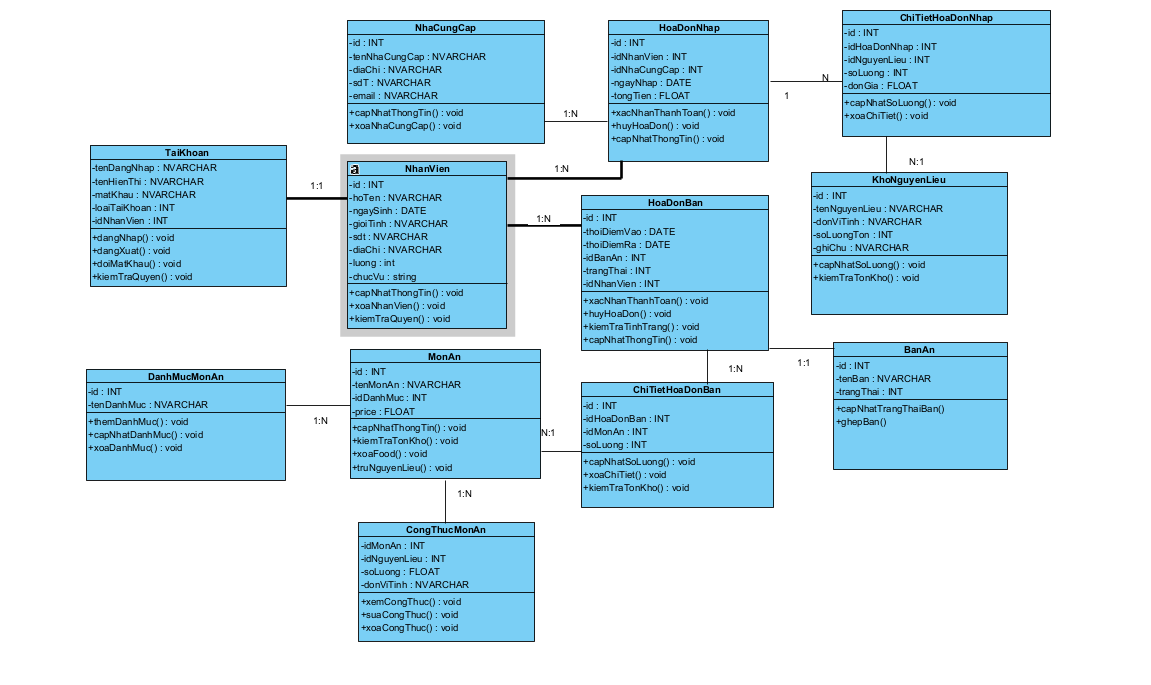 NhaCungCap
-id : INT
-tenNhaCungCap : NVARCHAR
-diaChi : NVARCHAR
-sdT : NVARCHAR
-email : NVARCHAR
+capNhatThongTin() : void
+xoaNhaCungCap() : void
1:N
HoaDonNhap
-id : INT
-idNhanVien : INT
-idNhaCungCap : INT
-ngayNhap : DATE
-tongTien : FLOAT
+xacNhanThanhToan() : void
+huyHoaDon() : void
+capNhatThongTin() : void
N
1
ChiTietHoaDonNhap
-id : INT
-idHoaDonNhap : INT
-idNguyenLieu : INT
-soLuong : INT
-donGia : FLOAT
+capNhatSoLuong() : void
+xoaChiTiet() : void
N:1
TaiKhoan
-tenDangNhap : NVARCHAR
-tenHienThi : NVARCHAR
-matKhau : NVARCHAR
-loaiTaiKhoan : INT
-idNhanVien : INT
+dangNhap() : void
+dangXuat() : void
+doiMatKhau() : void
+kiemTraQuyen() : void
1:1
a
NhanVien
-id : INT
-hoTen : NVARCHAR
-ngaySinh : DATE
-gioiTinh : NVARCHAR
-sdt : NVARCHAR
-diaChi : NVARCHAR
-luong : int
-chucVu : string
+capNhatThongTin() : void
+xoaNhanVien() : void
+kiemTraQuyen() : void
1:N
1:N
HoaDonBan
-id : INT
-thoiDiemVao : DATE
-thoiDiemRa : DATE
-idBanAn : INT
-trangThai : INT
-idNhanVien : INT
+xacNhanThanhToan() : void
+huyHoaDon() : void
+kiemTraTinhTrang() : void
+capNhatThongTin() : void
KhoNguyenLieu
-id : INT
-tenNguyenLieu : NVARCHAR
-donViTinh : NVARCHAR
-soLuongTon : INT
-ghiChu : NVARCHAR
+capNhatSoLuong() : void
+kiemTraTonKho() : void
1:1
1:N
BanAn
-id : INT
-tenBan : NVARCHAR
-trangThai : INT
+capNhatTrangThaiBan()
+ghepBan()
DanhMucMonAn
-id : INT
-tenDanhMuc : NVARCHAR
+themDanhMuc() : void
+capNhatDanhMuc() : void
+xoaDanhMuc() : void
1:N
MonAn
-id : INT
-tenMonAn : NVARCHAR
-idDanhMuc : INT
-price : FLOAT
+capNhatThongTin() : void
+kiemTraTonKho() : void
+xoaFood() : void
+truNguyenLieu() : void
N:1
ChiTietHoaDonBan
-id : INT
-idHoaDonBan : INT
-idMonAn : INT
-soLuong : INT
+capNhatSoLuong() : void
+xoaChiTiet() : void
+kiemTraTonKho() : void
1:N
CongThucMonAn
-idMonAn : INT
-idNguyenLieu : INT
-soLuong : FLOAT
-donViTinh : NVARCHAR
+xemCongThuc() : void
+suaCongThuc() : void
+xoaCongThuc() : void